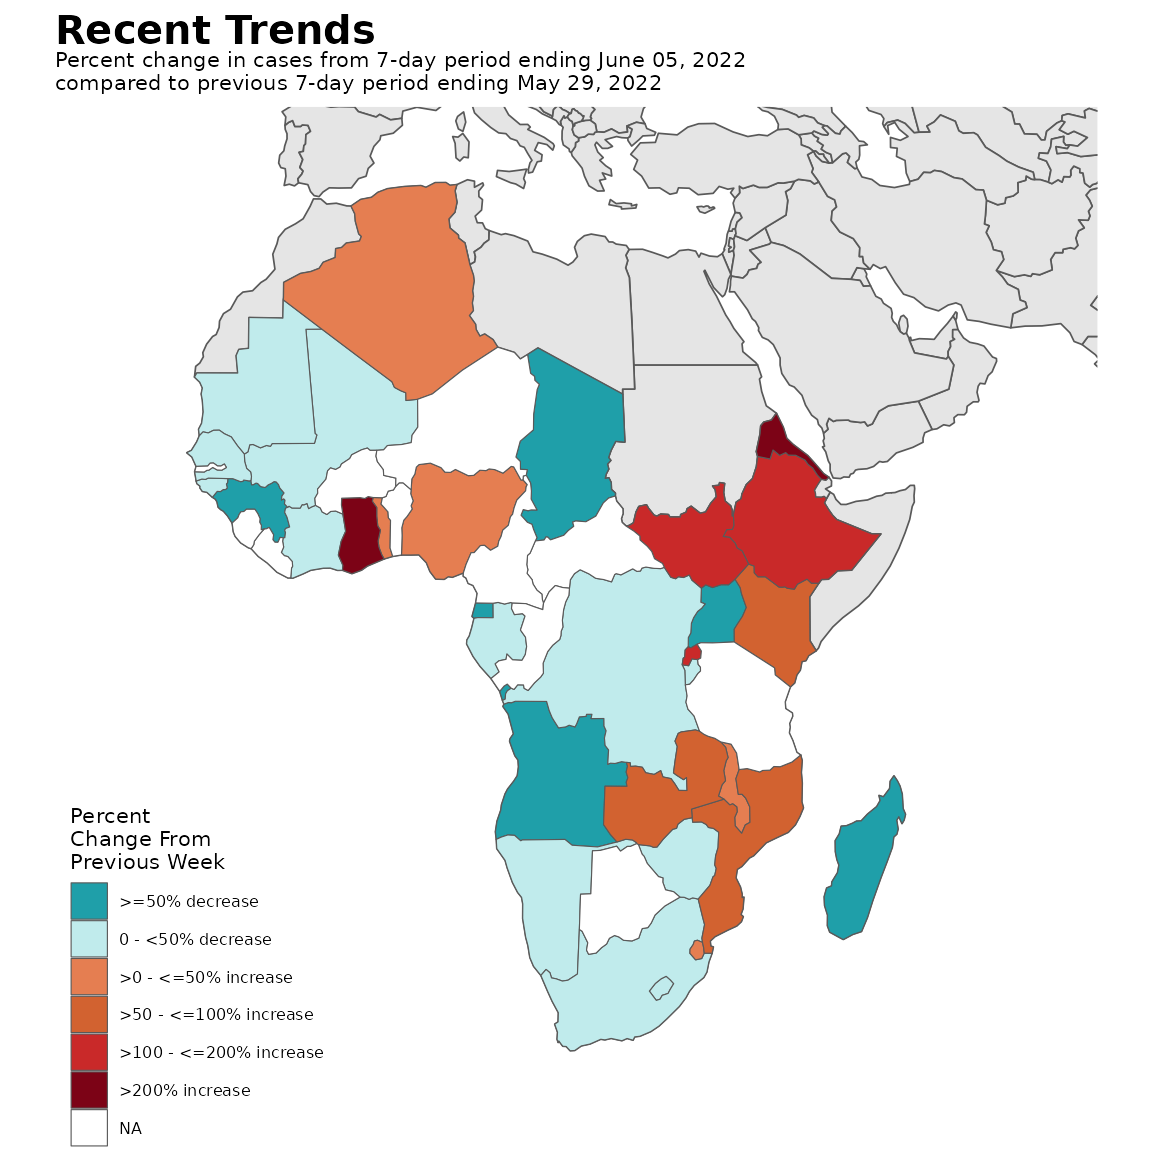 Recent Trends
Percent change in cases from 7-day period ending June 05, 2022
compared to previous 7-day period ending May 29, 2022
Percent
Change From
Previous Week
>=50% decrease
0 - <50% decrease
>0 - <=50% increase
>50 - <=100% increase
>100 - <=200% increase
>200% increase
NA